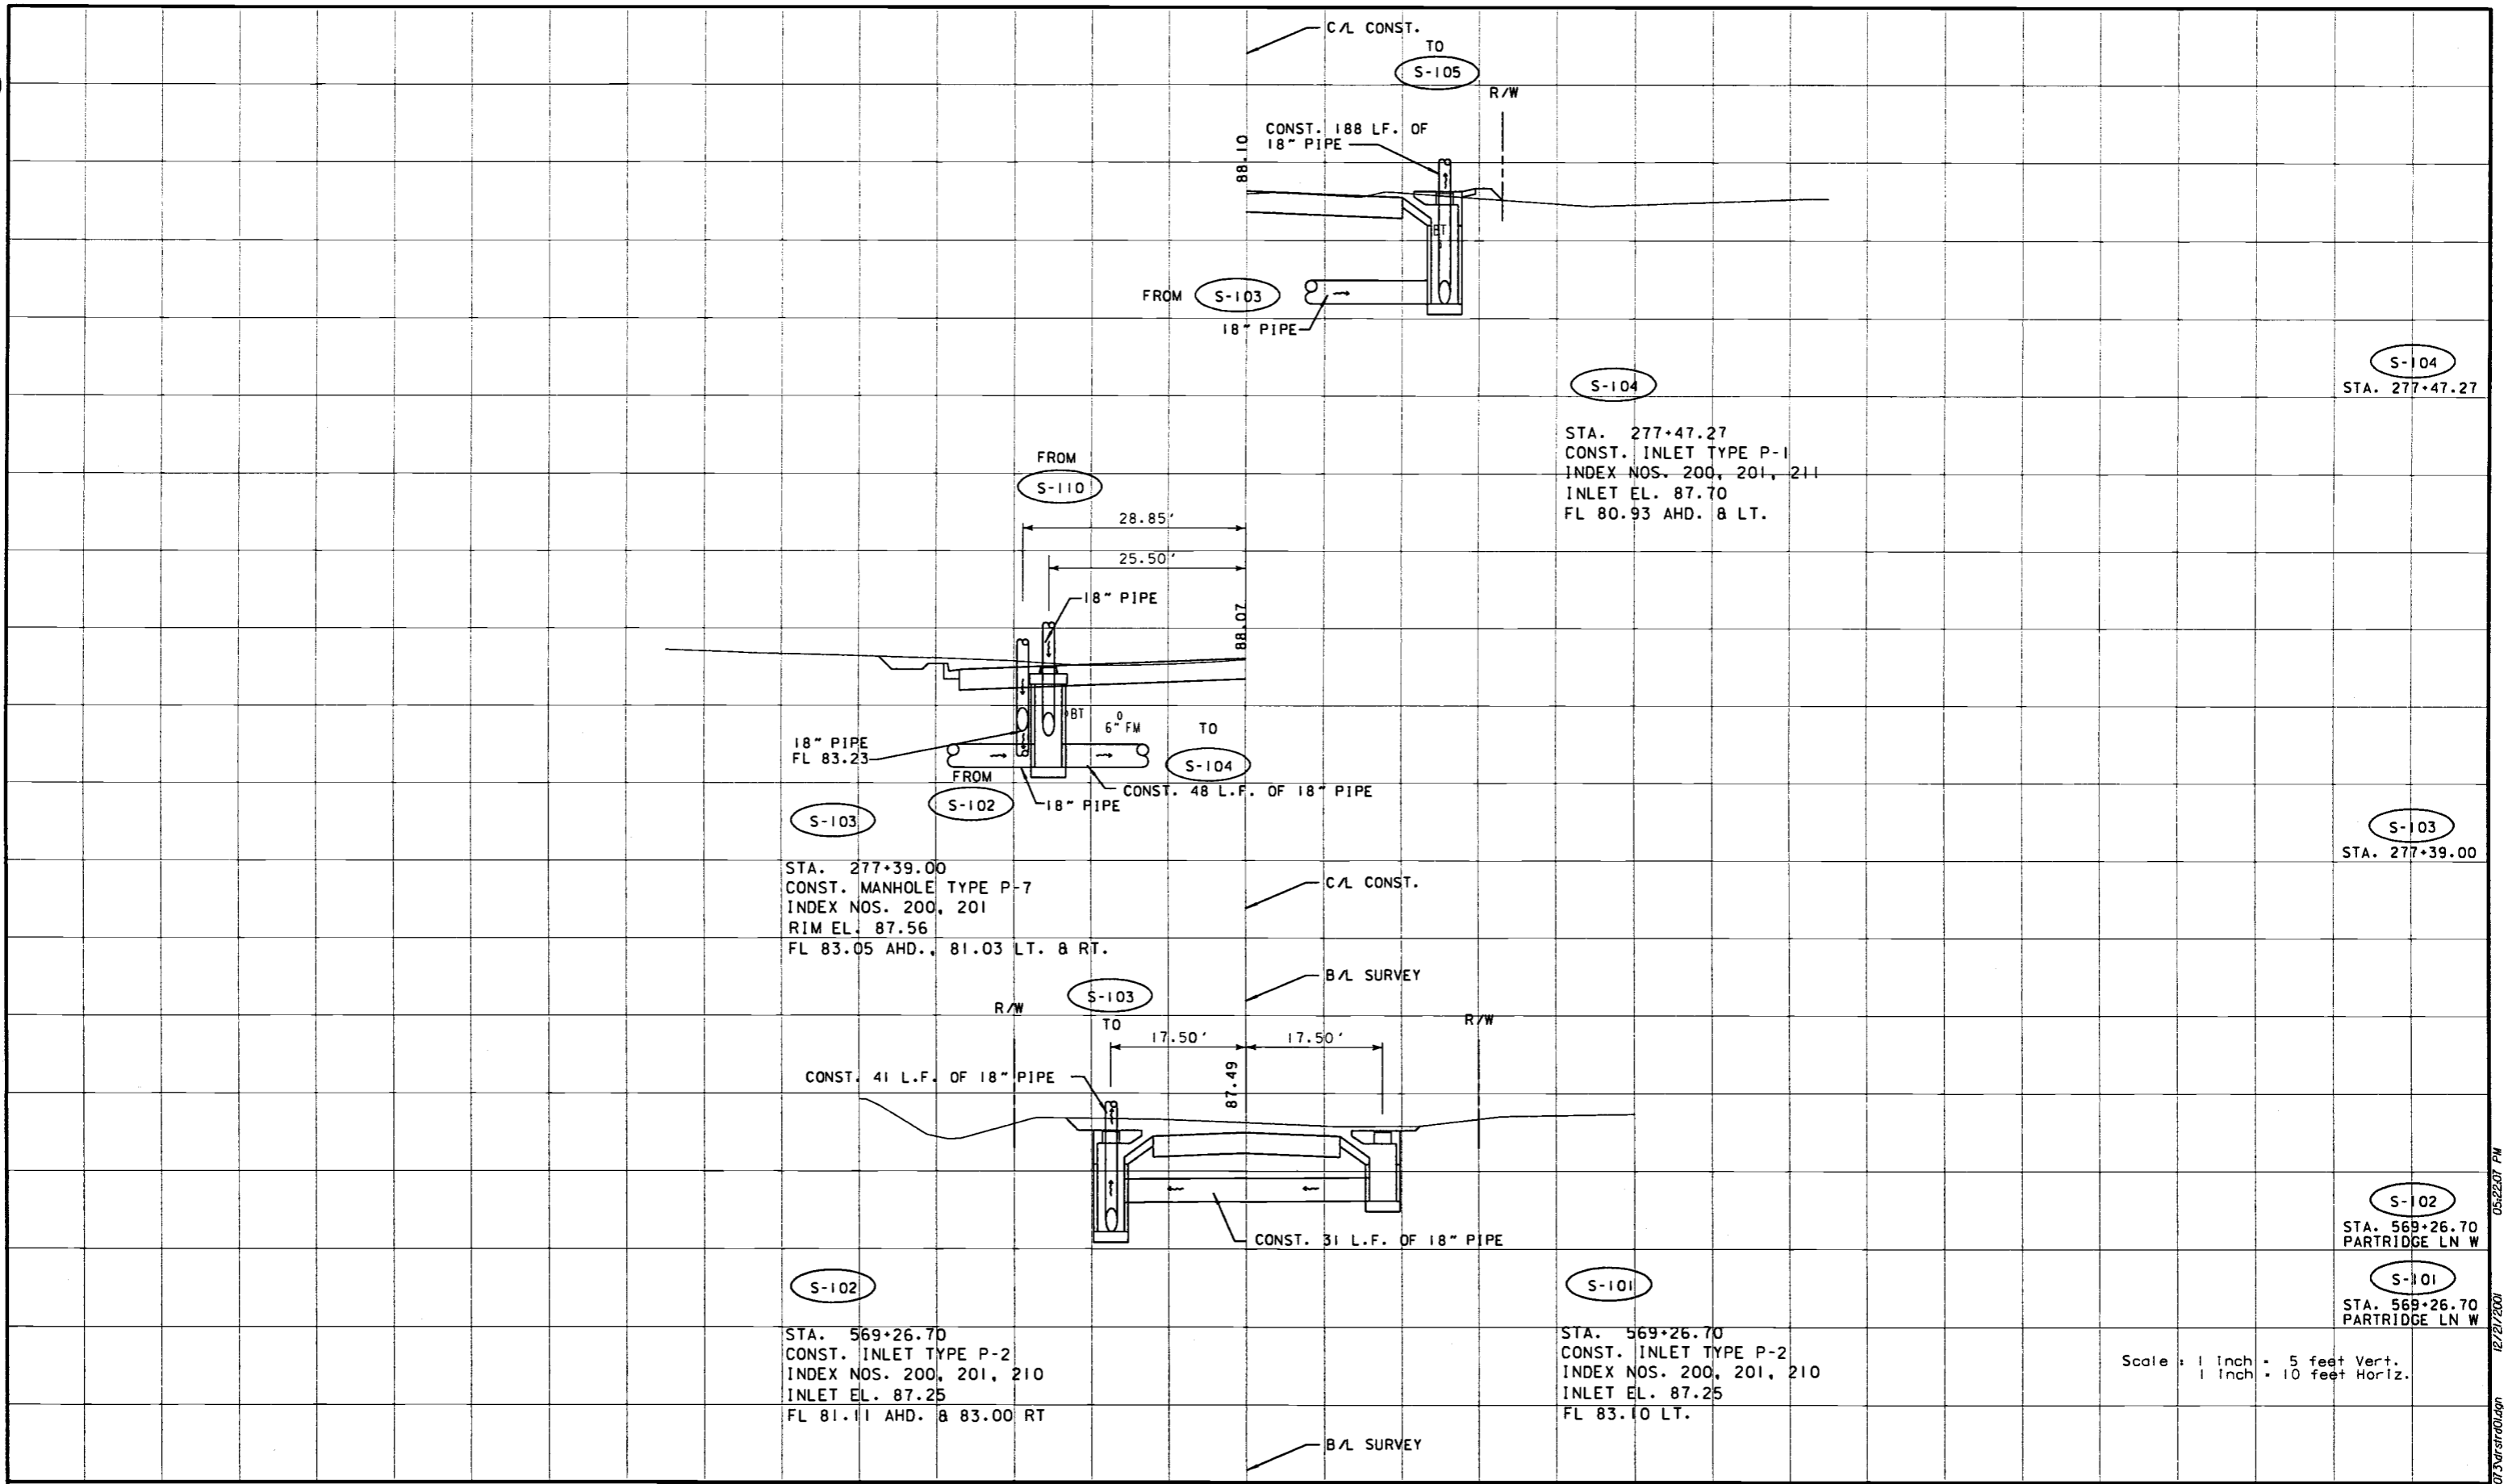 C/L CONST.
TO
S-105
R/W
CONST. 188 LF. OF
18" PIPE
88.10
BT
FROM S-103
18" PIPE
S-104
STA. 277+47.27
S-104
STA. 277+47.27
CONST. INLET TYPE P-1
INDEX NOS. 200, 201, 211
INLET EL. 87.70
FL 80.93 AHD. & LT.
FROM
S-110
28.85'
25.50'
18" PIPE
88.07
BT
6" FM
TO
S-104
18" PIPE
FL 83.23
FROM
S-102
18" PIPE
CONST. 48 L.F. OF 18" PIPE
S-103
S-103
STA. 277+39.00
STA. 277+39.00
CONST. MANHOLE TYPE P-7
INDEX NOS. 200, 201
RIM EL. 87.56
FL 83.05 AHD., 81.03 LT. & RT.
C/L CONST.
B/L SURVEY
S-103
TO
R/W
R/W
17.50'
17.50'
87.49
CONST. 41 L.F. OF 18" PIPE
CONST. 31 L.F. OF 18" PIPE
S-102
STA. 569+26.70
PARTRIDGE LN W
S-101
STA. 569+26.70
PARTRIDGE LN W
S-102
STA. 569+26.70
CONST. INLET TYPE P-2
INDEX NOS. 200, 201, 210
INLET EL. 87.25
FL 81.11 AHD. & 83.00 RT
S-101
STA. 569+26.70
CONST. INLET TYPE P-2
INDEX NOS. 200, 201, 210
INLET EL. 87.25
FL 83.10 LT.
Scale : 1 inch = 5 feet Vert.
1 inch = 10 feet Horiz.
B/L SURVEY
05:22:07 PM
12/21/2001